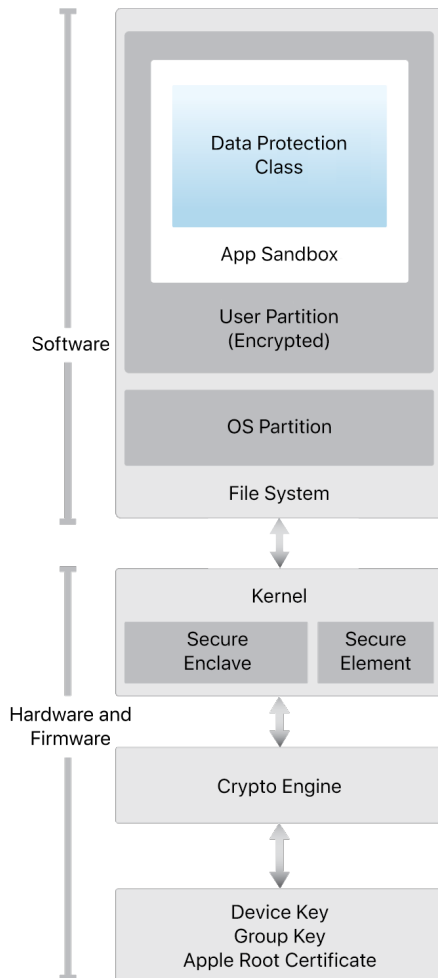 Data Protection
Class
App Sandbox
User Partition
(Encrypted)
Software
OS Partition
File System
Kernel
Secure
Enclave
Secure
Element
Hardware and
Firmware
Crypto Engine
Device Key
Group Key
Apple Root Certificate